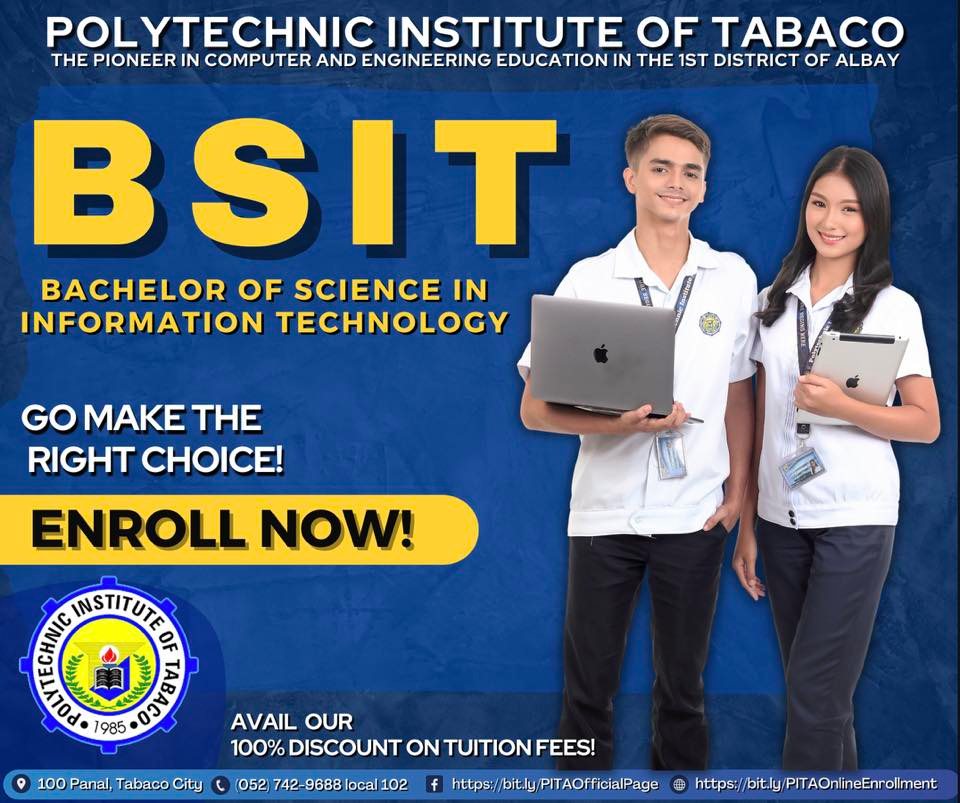 POLYTECHNIC INSTITUTE OF TABACO
THE PIONEER IN COMPUTER AND ENGINEERING EDUCATION IN THE 1ST DISTRICT OF ALBAY
BSIT
BACHELOR OF SCIENCE IN
INFORMATION TECHNOLOGY
GO MAKE THE
RIGHT CHOICE!
ENROLL NOW!
POLYTECHNIC INSTITUTE OF TABACO
1985
AVAIL OUR
100% DISCOUNT ON TUITION FEES!
100 Panal, Tabaco City (052) 742-9688 local 102 https://bit.ly/PITAOfficialPage https://bit.ly/PITAOnlineEnrollment